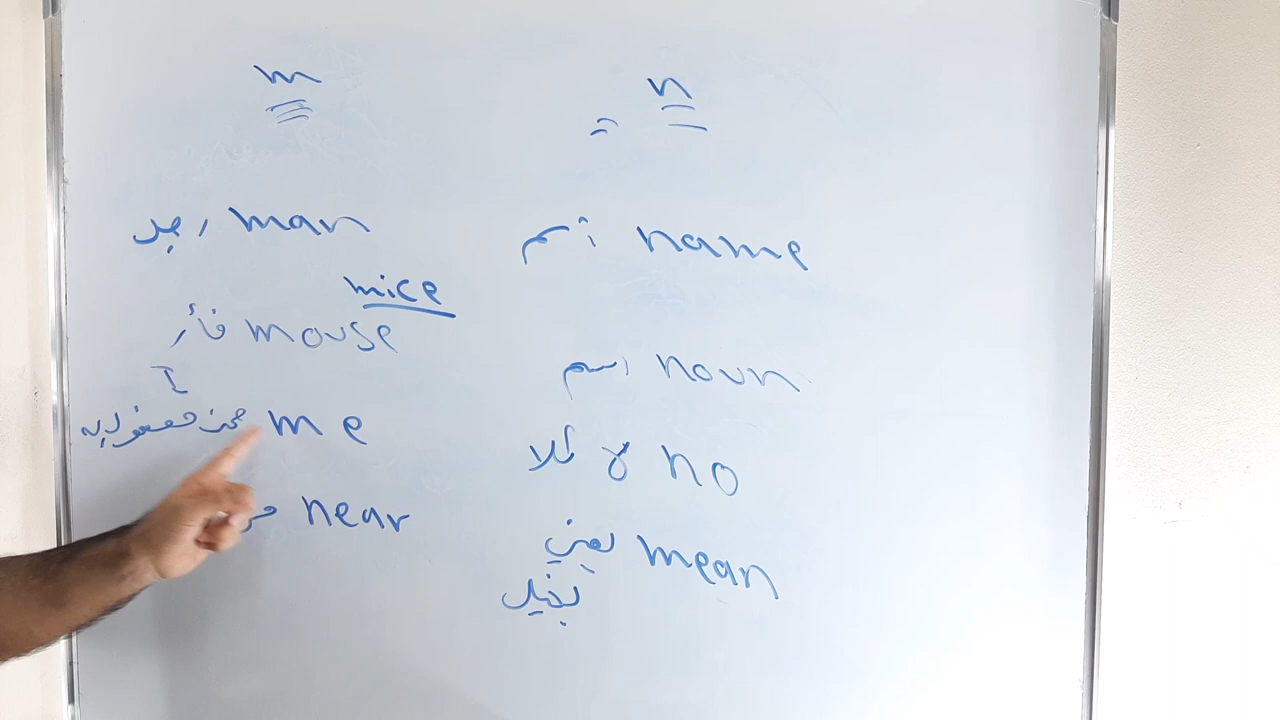 m
n
man رجل
mice
mouse فأر
I
me ضمير مفعول به
near
name اسم
noun اسم
no لا كلا
mean يعني
بخيل